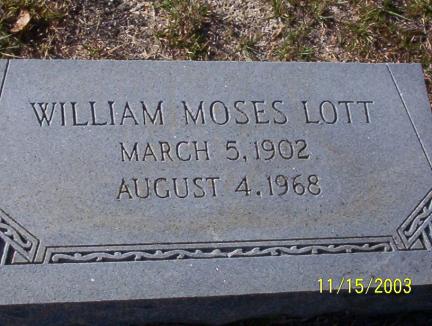 WILLIAM MOSES LOTT
MARCH 5, 1902
AUGUST 4, 1968
11/15/2003